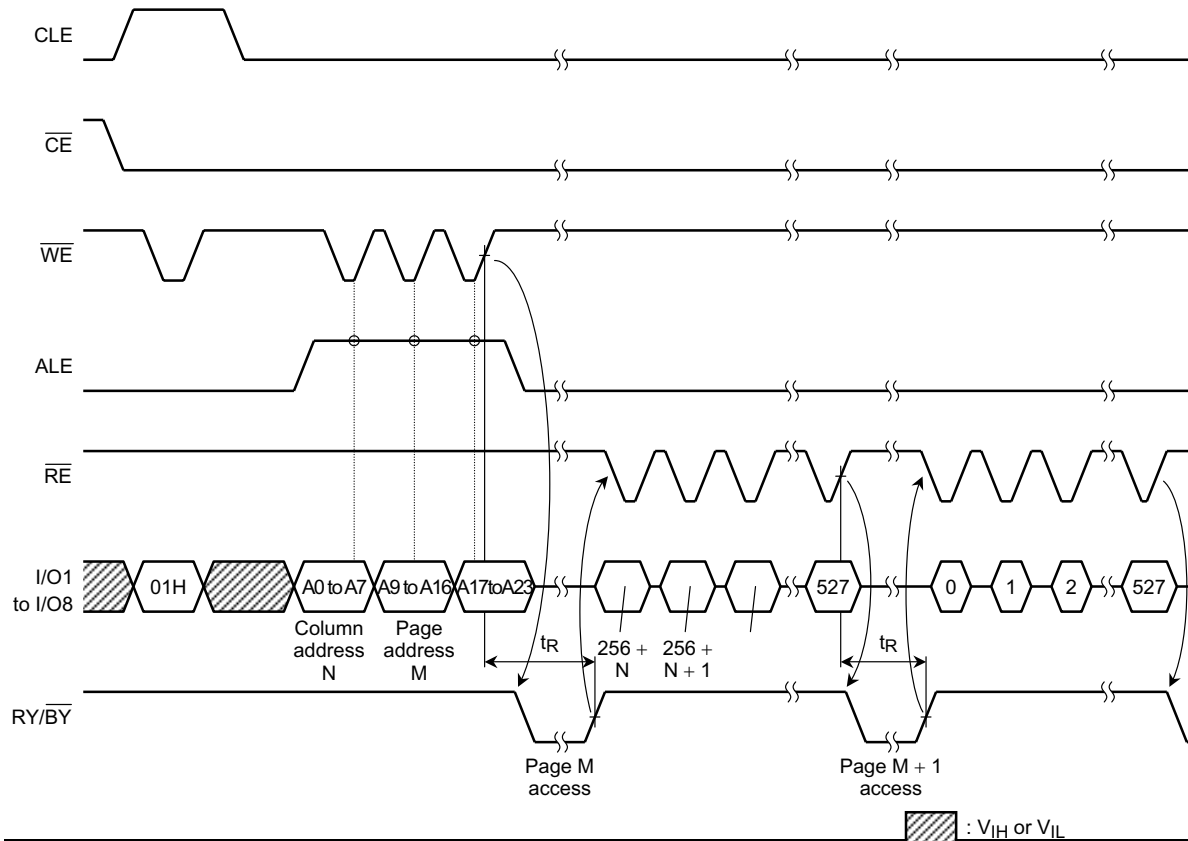 CLE
CE
WE
ALE
RE
I/O1
to I/O8
01H
A0 to A7
A9 to A16
A17 to A23
527
0
1
2
527
Column
address
N
Page
address
M
tR
256 +
N
256 +
N + 1
tR
RY/BY
Page M
access
Page M + 1
access
: VIH or VIL